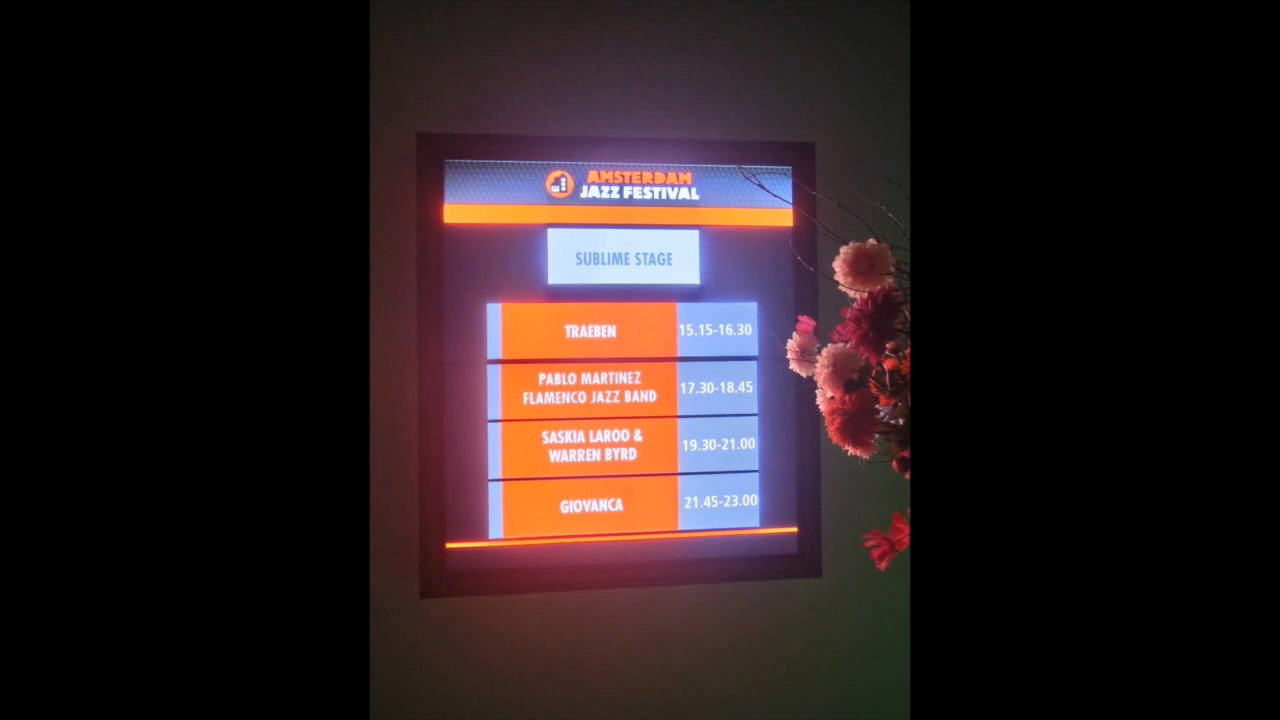 AMSTERDAM
JAZZ FESTIVAL
SUBLIME STAGE
TRAEBEN 15.15-16.30
PABLO MARTINEZ
FLAMENCO JAZZ BAND 17.30-18.45
SASKIA LAROO &
WARREN BYRD 19.30-21.00
GIOVANCA 21.45-23.00